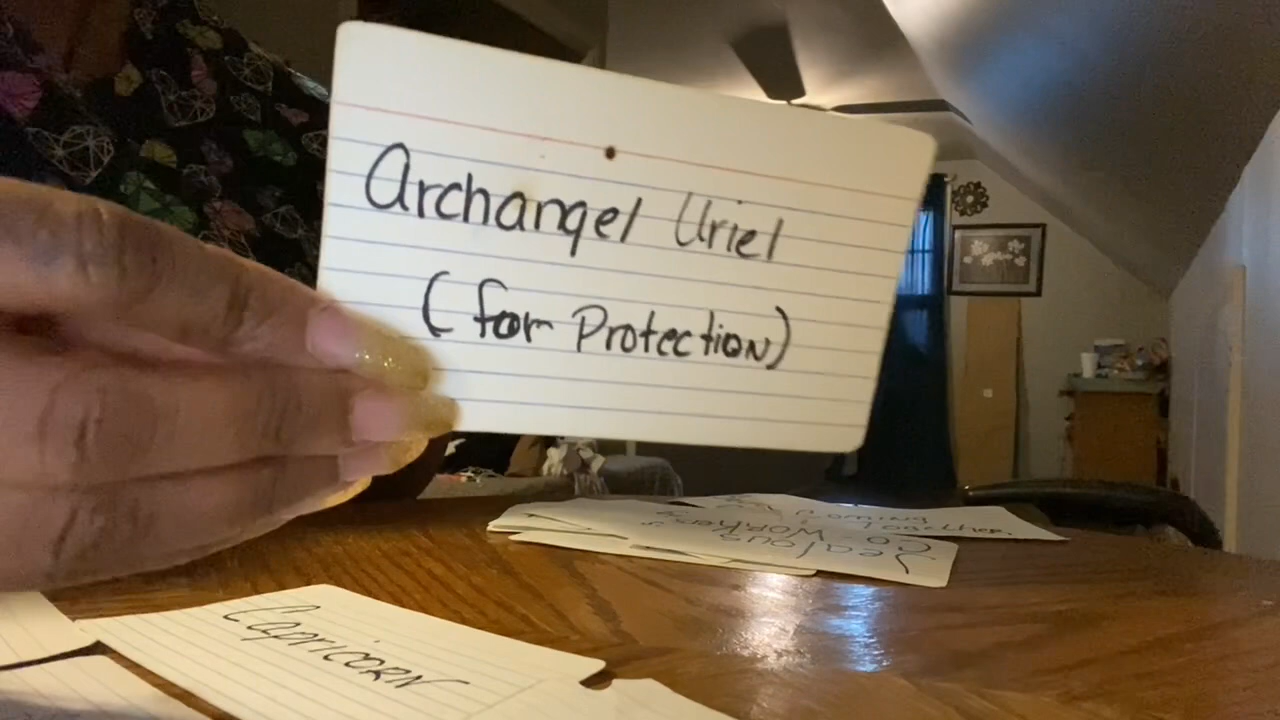 Archangel Uriel
(for Protection)
Jealous
Co-Workers
Capricorn